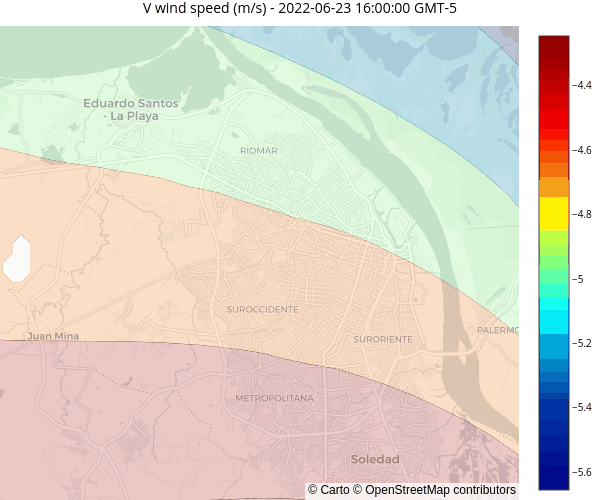 V wind speed (m/s) - 2022-06-23 16:00:00 GMT-5
Eduardo Santos
- La Playa
RIOMAR
SUROCCIDENTE
Juan Mina
SURORIENTE
PALERMO
METROPOLITANA
Soledad
© Carto © OpenStreetMap contributors
−4.4
−4.6
−4.8
−5
−5.2
−5.4
−5.6